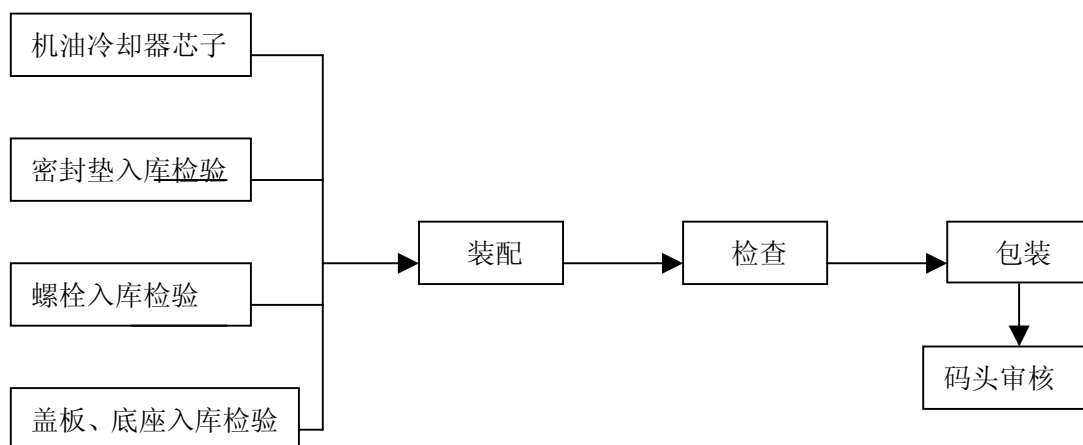 机油冷却器芯子
密封垫入库检验
螺栓入库检验
盖板、底座入库检验
装配
检查
包装
码头审核